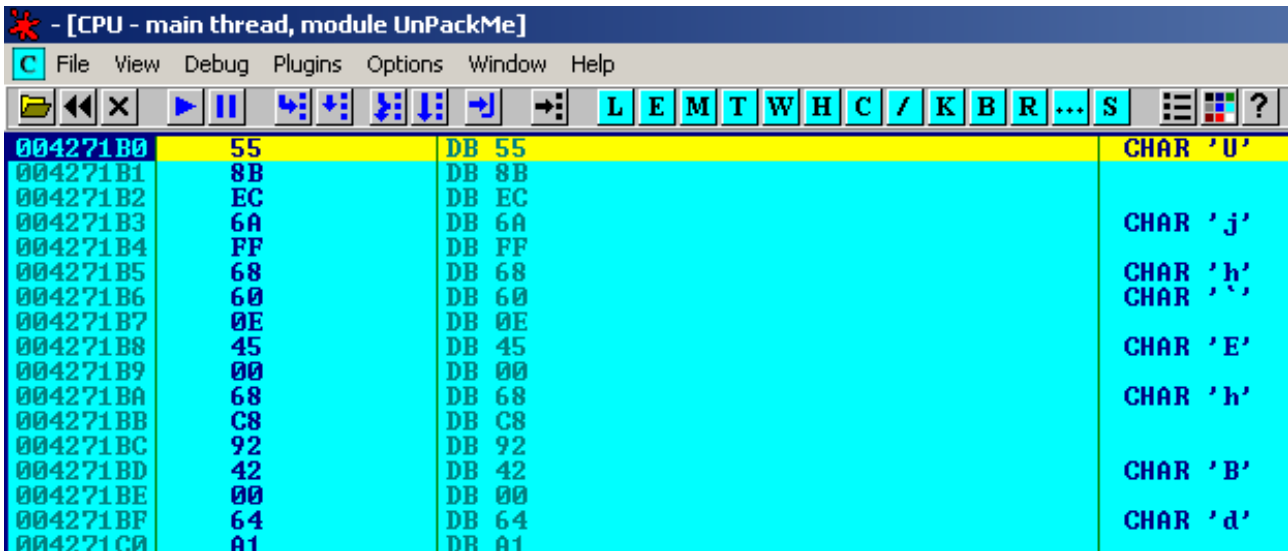 - [CPU - main thread, module UnPackMe]
C File View Debug Plugins Options Window Help
L E M T W H C / K B R ... S ?
004271B0 55 DB 55 CHAR 'U'
004271B1 8B DB 8B
004271B2 EC DB EC
004271B3 6A DB 6A CHAR 'j'
004271B4 FF DB FF
004271B5 68 DB 68 CHAR 'h'
004271B6 60 DB 60 CHAR '`'
004271B7 0E DB 0E
004271B8 45 DB 45 CHAR 'E'
004271B9 00 DB 00
004271BA 68 DB 68 CHAR 'h'
004271BB C8 DB C8
004271BC 92 DB 92
004271BD 42 DB 42 CHAR 'B'
004271BE 00 DB 00
004271BF 64 DB 64 CHAR 'd'
004271C0 A1 DB A1